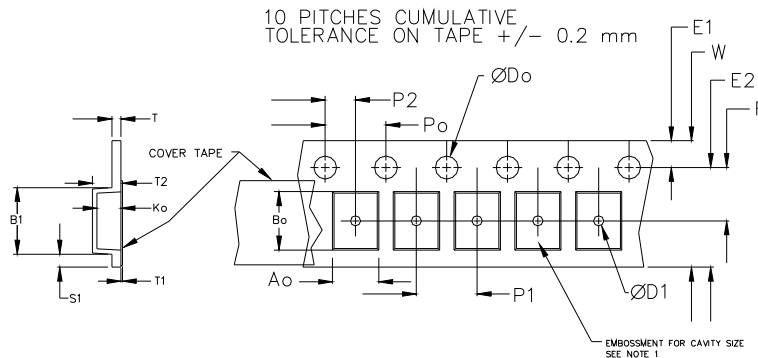 10 PITCHES CUMULATIVE
TOLERANCE ON TAPE +/- 0.2 mm
E1
W
ØDo
E2
P2
T
Po
COVER TAPE
T2
B1
Ko
Bo
Ao
P1
ØD1
S1
T1
EMBOSSMENT FOR CAVITY SIZE
SEE NOTE 1